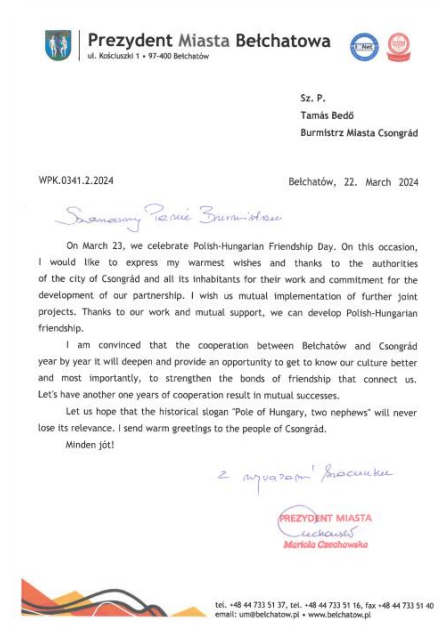 Prezydent Miasta Bełchatowa
ul. Kościuszki 1 • 97-400 Bełchatów
Sz. P.
Tamás Bedő
Burmistrz Miasta Csongrád
WPK.0341.2.2024
Bełchatów, 22. March 2024
Szanowny Panie Burmistrzu
On March 23, we celebrate Polish-Hungarian Friendship Day. On this occasion,
I would like to express my warmest wishes and thanks to the authorities
of the city of Csongrád and all its inhabitants for their work and commitment for the
development of our partnership. I wish us mutual implementation of further joint
projects. Thanks to our work and mutual support, we can develop Polish-Hungarian
friendship.
I am convinced that the cooperation between Bełchatów and Csongrád
year by year it will deepen and provide an opportunity to get to know our culture better
and most importantly, to strengthen the bonds of friendship that connect us.
Let's have another one years of cooperation result in mutual successes.
Let us hope that the historical slogan "Pole of Hungary, two nephews" will never
lose its relevance. I send warm greetings to the people of Csongrád.
Minden jót!
z wyrazami szacunku
PREZYDENT MIASTA
Czechowska
Mariola Czechowska
tel. +48 44 733 51 37, tel. +48 44 733 51 16, fax +48 44 733 51 40
email: um@belchatow.pl • www.belchatow.pl